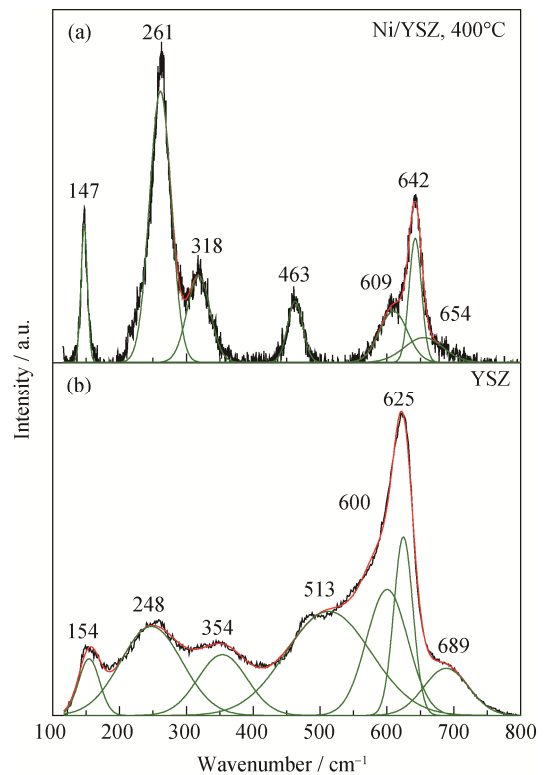 (a)
261
Ni/YSZ, 400°C
147
642
318
463
609
654
Intensity / a.u.
(b)
YSZ
625
600
513
248
154
354
689
100 200 300 400 500 600 700 800
Wavenumber / cm⁻¹